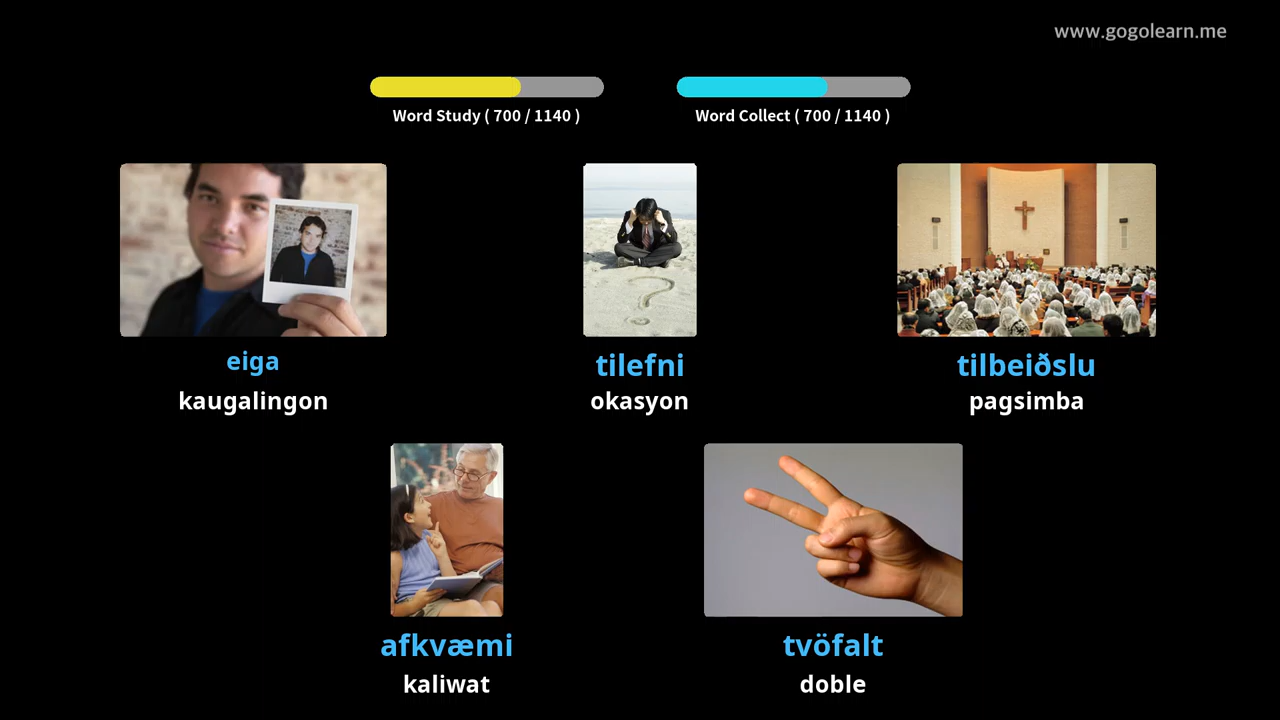 www.gogolearn.me
Word Study ( 700 / 1140 )
Word Collect ( 700 / 1140 )
eiga
kaugalingon
tilefni
okasyon
tilbeiðslu
pagsimba
afkvæmi
kaliwat
tvöfalt
doble